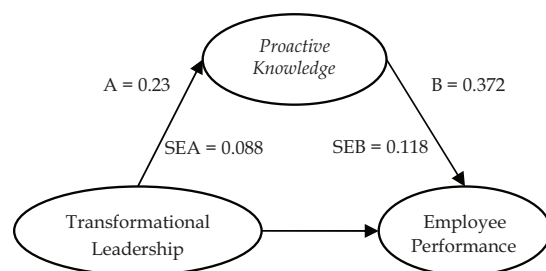 Proactive
Knowledge
A = 0.23
B = 0.372
SEA = 0.088
SEB = 0.118
Transformational
Leadership
Employee
Performance